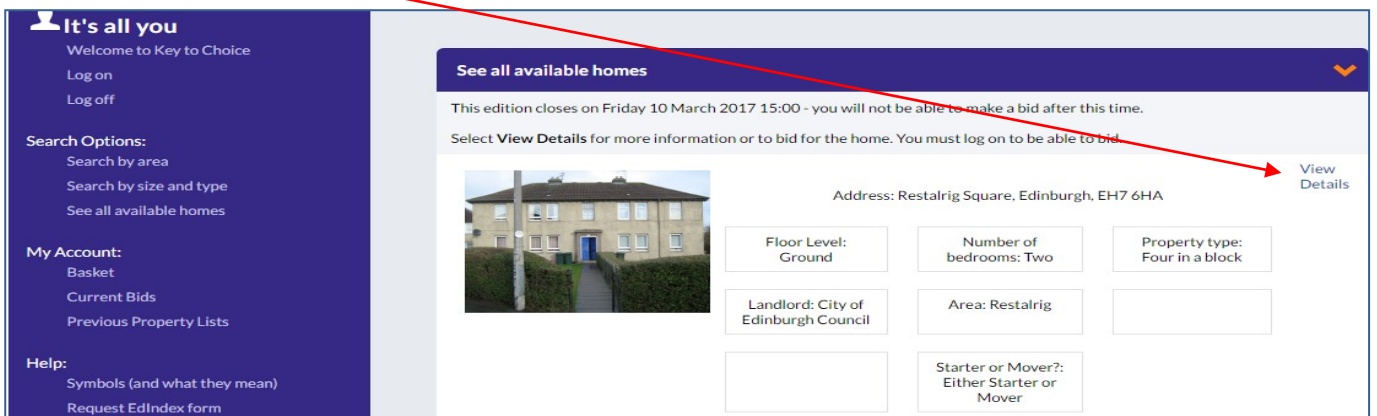 It's all you
Welcome to Key to Choice
Log on
Log off
Search Options:
Search by area
Search by size and type
See all available homes
My Account:
Basket
Current Bids
Previous Property Lists
Help:
Symbols (and what they mean)
Request EdIndex form
See all available homes
This edition closes on Friday 10 March 2017 15:00 - you will not be able to make a bid after this time.
Select View Details for more information or to bid for the home. You must log on to be able to bid.
View
Details
Address: Restalrig Square, Edinburgh, EH7 6HA
Floor Level:
Ground
Number of
bedrooms: Two
Property type:
Four in a block
Landlord: City of
Edinburgh Council
Area: Restalrig
Starter or Mover?:
Either Starter or
Mover